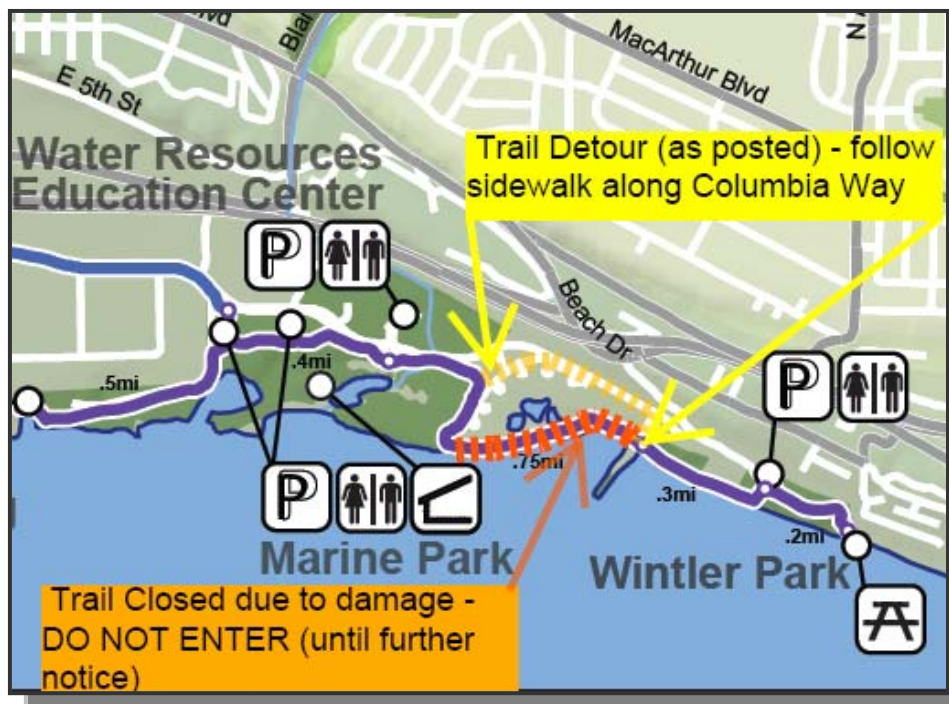 Blvd
Blan
MacArthur Blvd
N A
E 5th St
Water Resources
Education Center
Trail Detour (as posted) - follow
sidewalk along Columbia Way
P
Beach Dr
P
.5mi
.4mi
.75mi
.3mi
.2mi
P
Marine Park
Wintler Park
Trail Closed due to damage -
DO NOT ENTER (until further
notice)